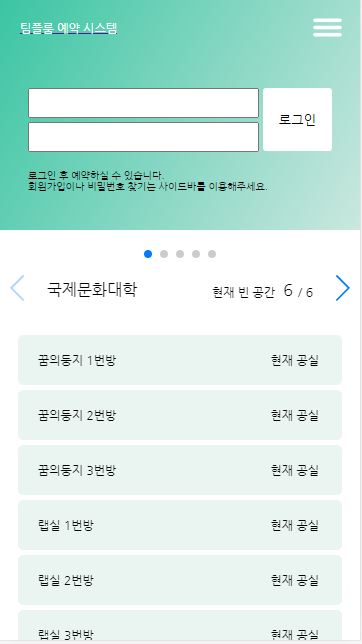 팀플룸 예약 시스템
로그인
로그인 후 예약하실 수 있습니다.
회원가입이나 비밀번호 찾기는 사이드바를 이용해주세요.
국제문화대학 현재 빈 공간 6 / 6
꿈의둥지 1번방 현재 공실
꿈의둥지 2번방 현재 공실
꿈의둥지 3번방 현재 공실
랩실 1번방 현재 공실
랩실 2번방 현재 공실
랩실 3번방 현재 공실